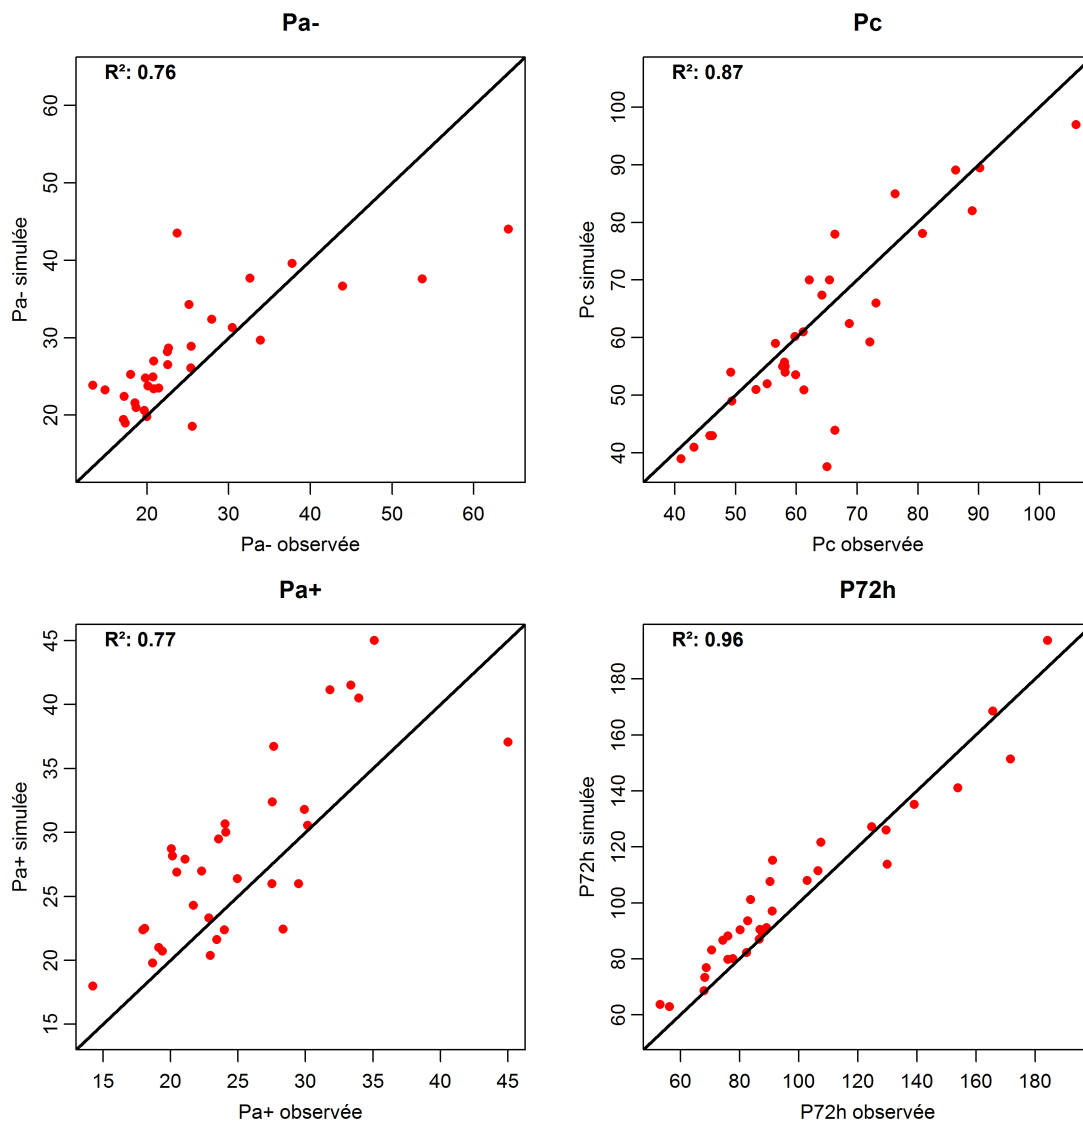 Pa-
R²: 0.76
Pa- simulée
60
50
40
30
20
20 30 40 50 60
Pa- observée
Pc
R²: 0.87
Pc simulée
100
90
80
70
60
50
40
40 50 60 70 80 90 100
Pc observée
Pa+
R²: 0.77
Pa+ simulée
45
40
35
30
25
20
15
15 20 25 30 35 40 45
Pa+ observée
P72h
R²: 0.96
P72h simulée
180
160
140
120
100
80
60
60 80 100 120 140 160 180
P72h observée